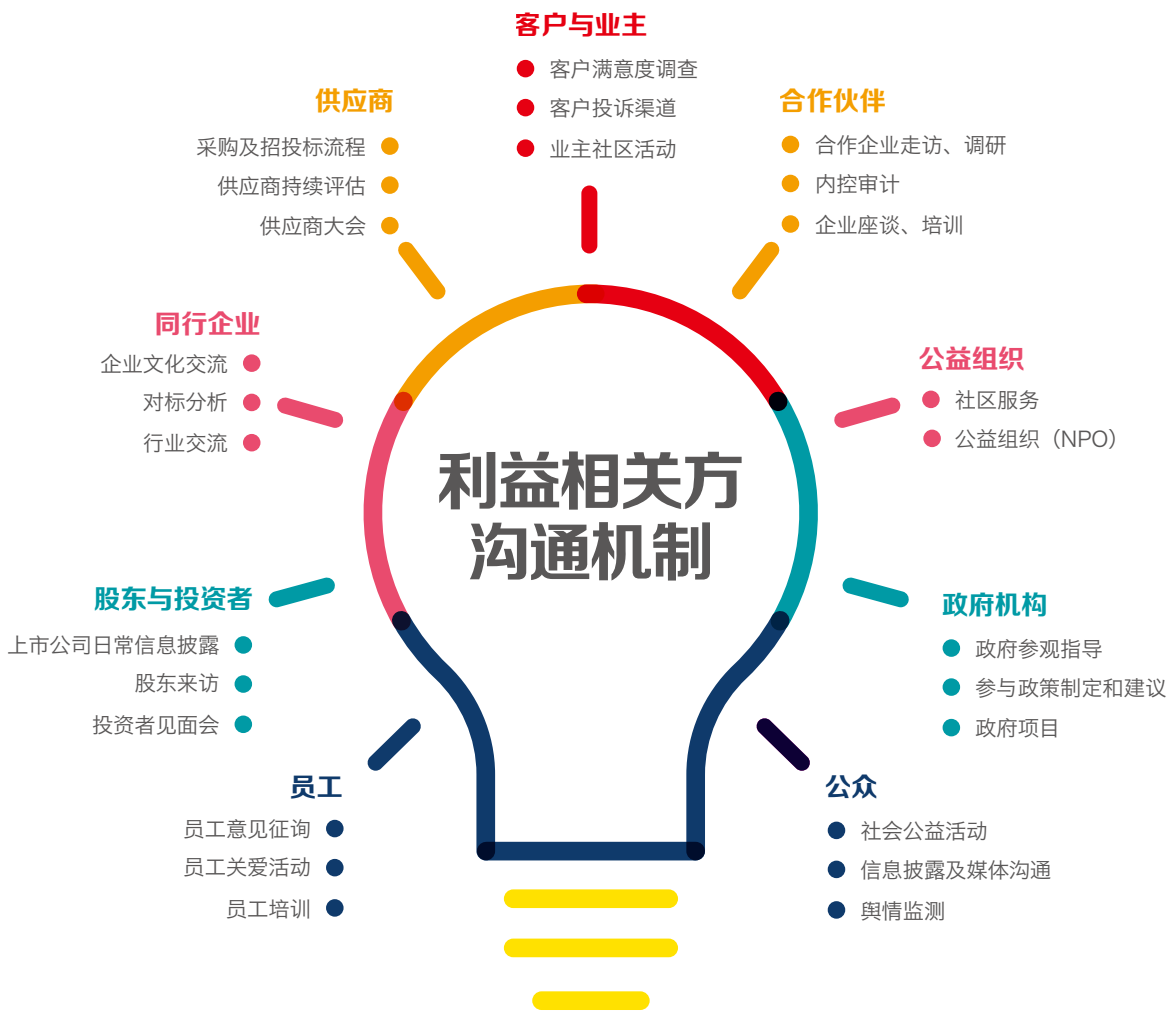 客户与业主
客户满意度调查
客户投诉渠道
业主社区活动
供应商
采购及招投标流程
供应商持续评估
供应商大会
合作伙伴
合作企业走访、调研
内控审计
企业座谈、培训
同行企业
企业文化交流
对标分析
行业交流
公益组织
社区服务
公益组织（NPO）
利益相关方
沟通机制
股东与投资者
上市公司日常信息披露
股东来访
投资者见面会
政府机构
政府参观指导
参与政策制定和建议
政府项目
员工
员工意见征询
员工关爱活动
员工培训
公众
社会公益活动
信息披露及媒体沟通
舆情监测